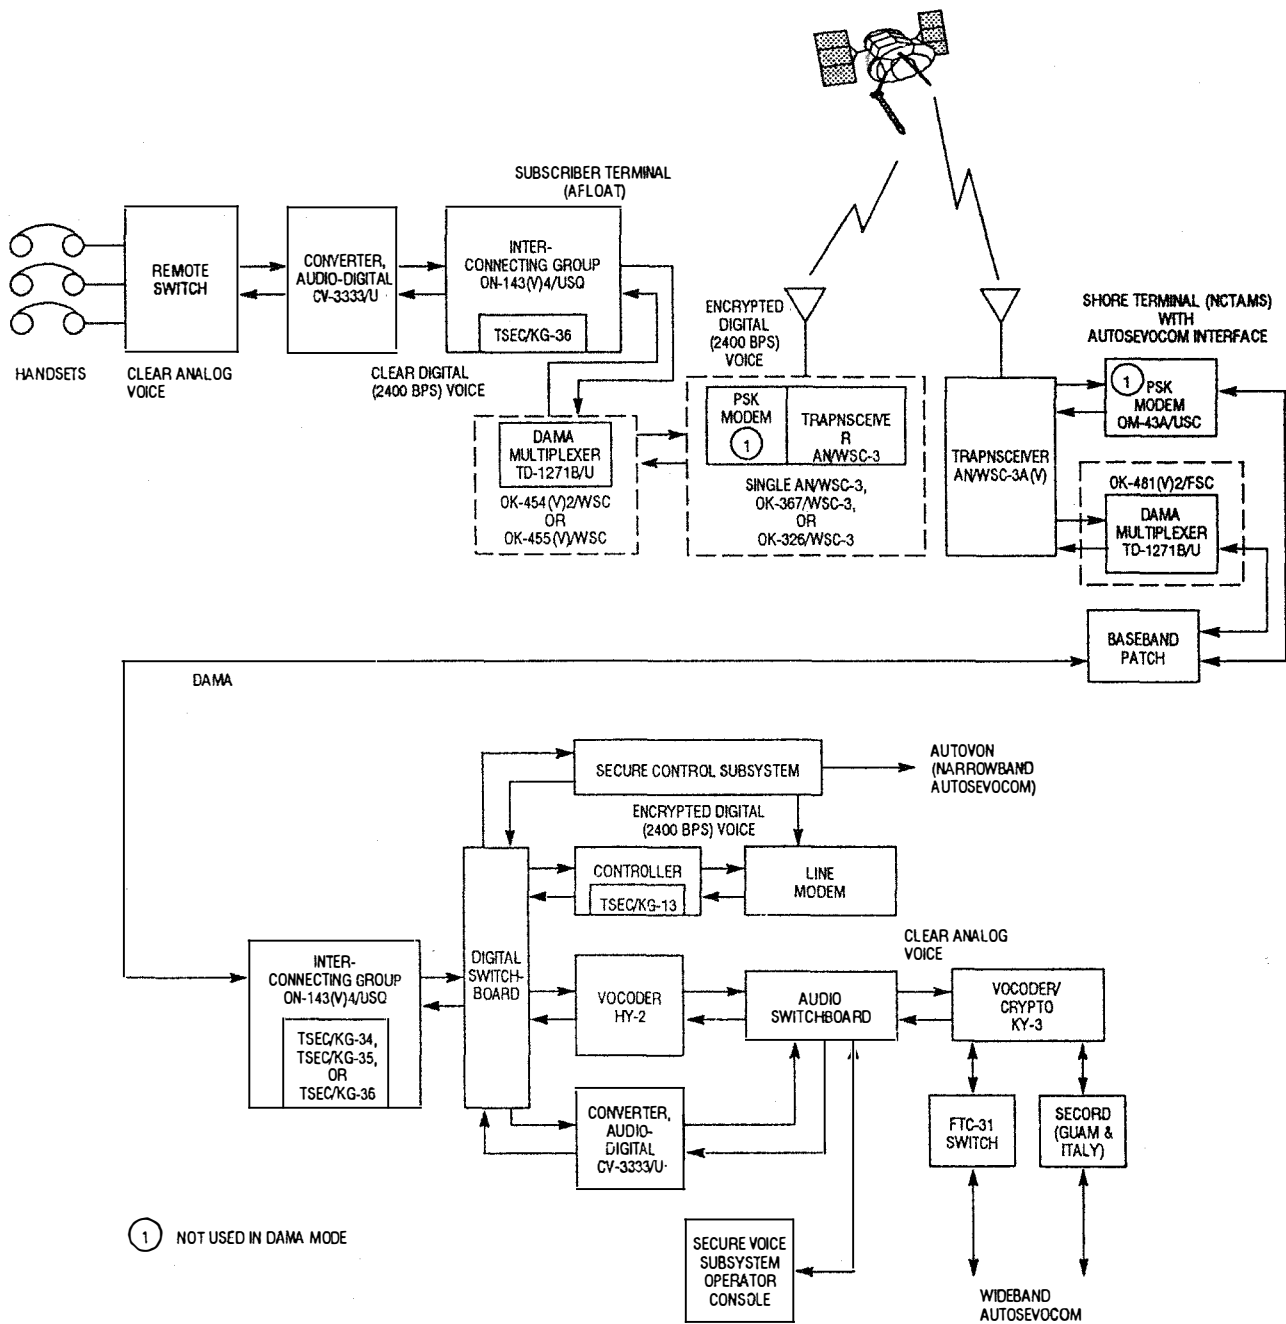 SUBSCRIBER TERMINAL
(AFLOAT)
REMOTE
SWITCH
CONVERTER,
AUDIO-DIGITAL
CV-3333/U
INTER-
CONNECTING GROUP
ON-143(V)4/USQ
TSEC/KG-36
HANDSETS
CLEAR ANALOG
VOICE
CLEAR DIGITAL
(2400 BPS) VOICE
ENCRYPTED
DIGITAL
(2400 BPS)
VOICE
DAMA
MULTIPLEXER
TD-1271B/U
OK-454(V)2/WSC
OR
OK-455(V)/WSC
PSK
MODEM
1
TRAPNSCEIVE
R
AN/WSC-3
SINGLE AN/WSC-3,
OK-367/WSC-3,
OR
OK-326/WSC-3
SHORE TERMINAL (NCTAMS)
WITH
AUTOSEVOCOM INTERFACE
TRAPNSCEIVER
AN/WSC-3A(V)
1 PSK
MODEM
OM-43A/USC
OK-481(V)2/FSC
DAMA
MULTIPLEXER
TD-1271B/U
BASEBAND
PATCH
DAMA
SECURE CONTROL SUBSYSTEM
AUTOVON
(NARROWBAND
AUTOSEVOCOM)
ENCRYPTED DIGITAL
(2400 BPS) VOICE
CONTROLLER
TSEC/KG-13
LINE
MODEM
INTER-
CONNECTING GROUP
ON-143(V)4/USQ
TSEC/KG-34,
TSEC/KG-35,
OR
TSEC/KG-36
DIGITAL
SWITCH-
BOARD
VOCODER
HY-2
AUDIO
SWITCHBOARD
CLEAR ANALOG
VOICE
VOCODER/
CRYPTO
KY-3
CONVERTER,
AUDIO-
DIGITAL
CV-3333/U
FTC-31
SWITCH
SECORD
(GUAM &
ITALY)
1 NOT USED IN DAMA MODE
SECURE VOICE
SUBSYSTEM
OPERATOR
CONSOLE
WIDEBAND
AUTOSEVOCOM